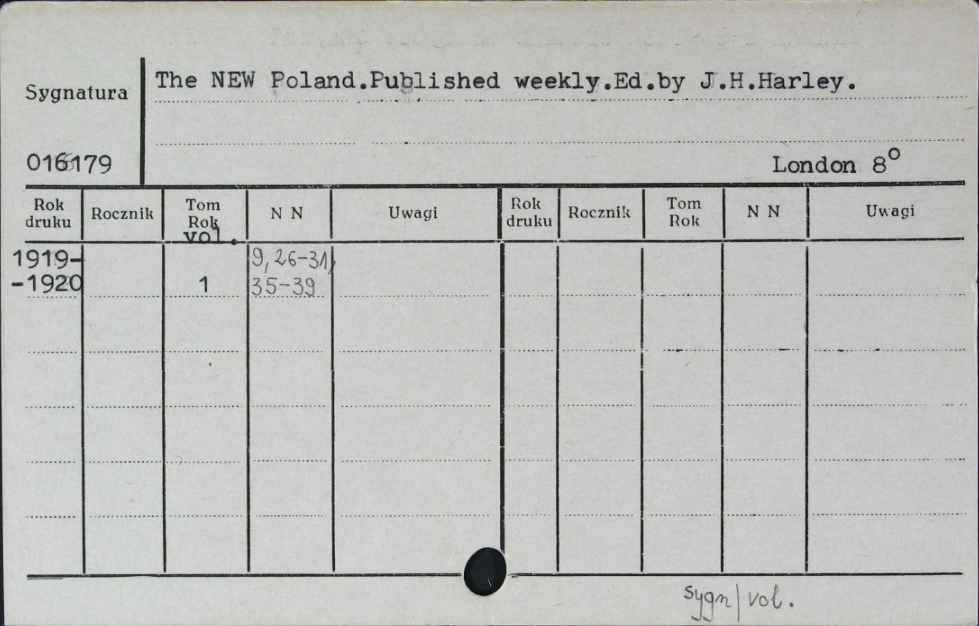 Sygnatura
The NEW Poland.Published weekly.Ed.by J.H.Harley.
016179
London 8°
Rok druku Rocznik Tom Rok vol. N N Uwagi Rok druku Rocznik Tom Rok N N Uwagi
1919- 9, 26-31,
-1920 1 35-39
sygn/vol.